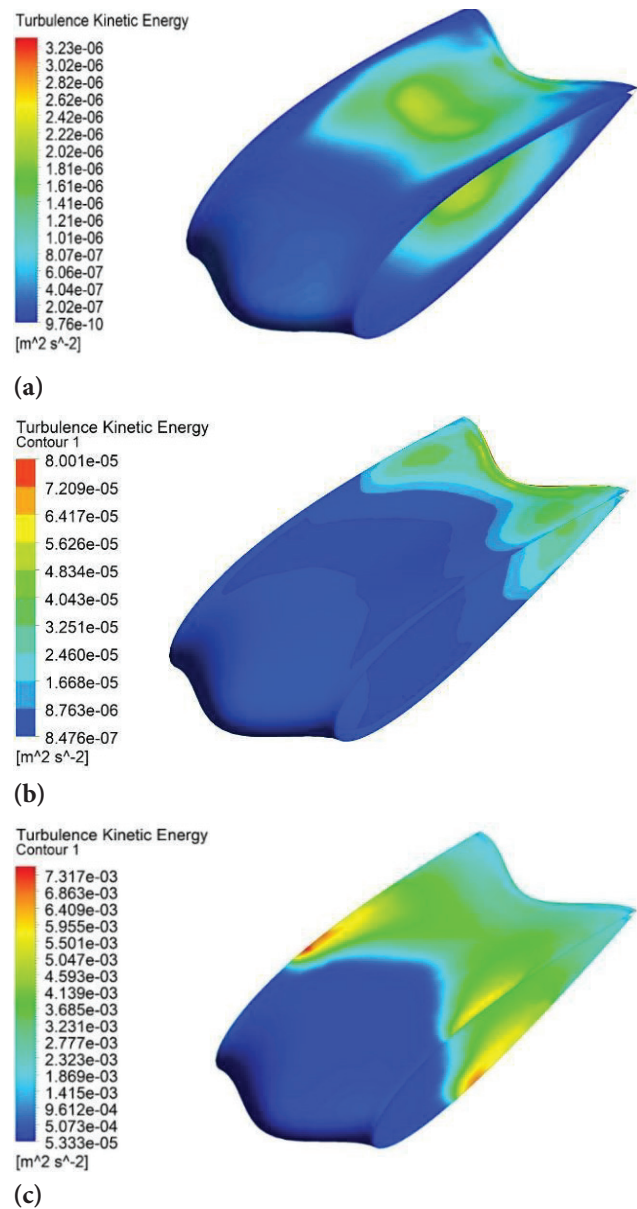 Turbulence Kinetic Energy
3.23e-06
3.02e-06
2.82e-06
2.62e-06
2.42e-06
2.22e-06
2.02e-06
1.81e-06
1.61e-06
1.41e-06
1.21e-06
1.01e-06
8.07e-07
6.06e-07
4.04e-07
2.02e-07
9.76e-10
[m^2 s^-2]
(a)
Turbulence Kinetic Energy
Contour 1
8.001e-05
7.209e-05
6.417e-05
5.626e-05
4.834e-05
4.043e-05
3.251e-05
2.460e-05
1.668e-05
8.763e-06
8.476e-07
[m^2 s^-2]
(b)
Turbulence Kinetic Energy
Contour 1
7.317e-03
6.863e-03
6.409e-03
5.955e-03
5.501e-03
5.047e-03
4.593e-03
4.139e-03
3.685e-03
3.231e-03
2.777e-03
2.323e-03
1.869e-03
1.415e-03
9.612e-04
5.073e-04
5.333e-05
[m^2 s^-2]
(c)